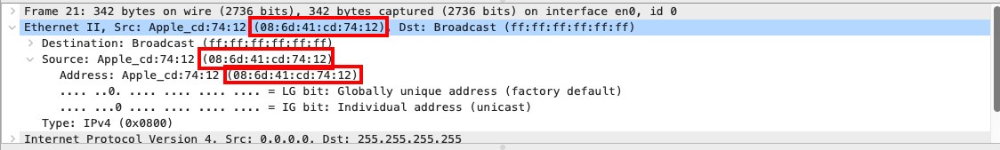 Frame 21: 342 bytes on wire (2736 bits), 342 bytes captured (2736 bits) on interface en0, id 0
Ethernet II, Src: Apple_cd:74:12 (08:6d:41:cd:74:12), Dst: Broadcast (ff:ff:ff:ff:ff:ff)
Destination: Broadcast (ff:ff:ff:ff:ff:ff)
Source: Apple_cd:74:12 (08:6d:41:cd:74:12)
Address: Apple_cd:74:12 (08:6d:41:cd:74:12)
.... ..0. .... .... .... .... = LG bit: Globally unique address (factory default)
.... ...0 .... .... .... .... = IG bit: Individual address (unicast)
Type: IPv4 (0x0800)
Internet Protocol Version 4, Src: 0.0.0.0, Dst: 255.255.255.255